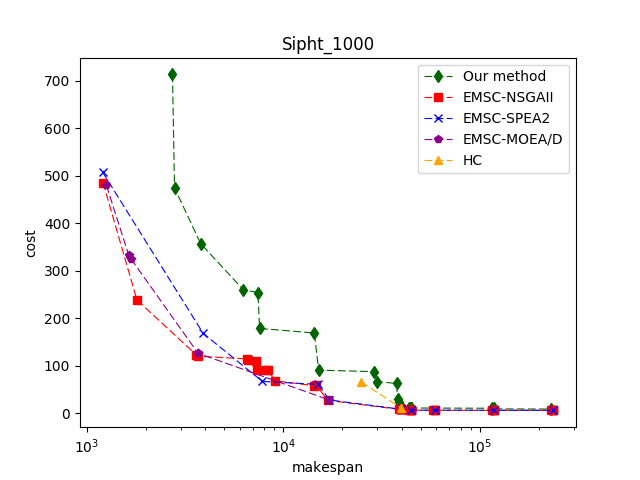 Sipht_1000
Our method
EMSC-NSGAII
EMSC-SPEA2
EMSC-MOEA/D
HC
cost
700
600
500
400
300
200
100
0
10³ 10⁴ 10⁵
makespan